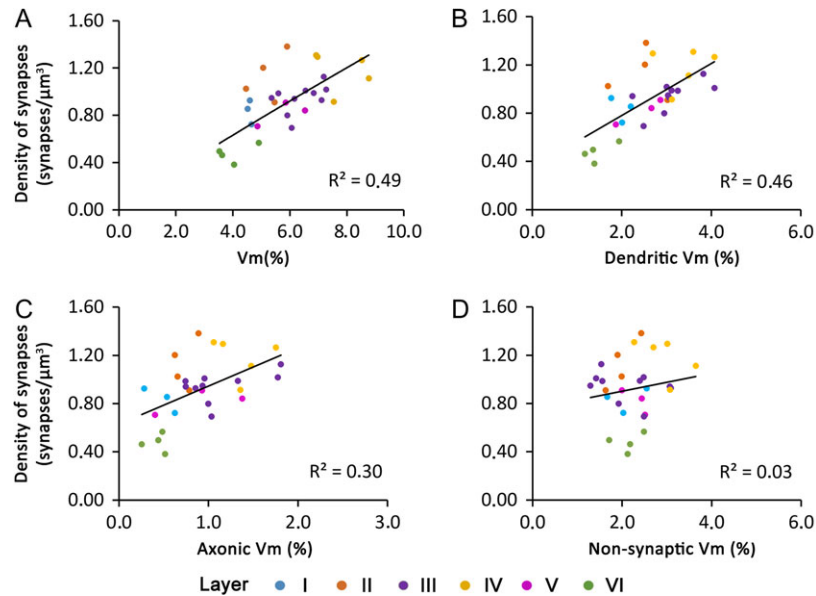 A
Density of synapses
(synapses/μm³)
1.60
1.20
0.80
0.40
0.00
R² = 0.49
0.0 2.0 4.0 6.0 8.0 10.0
Vm(%)
B
1.60
1.20
0.80
0.40
0.00
R² = 0.46
0.0 2.0 4.0 6.0
Dendritic Vm (%)
C
Density of synapses
(synapses/μm³)
1.60
1.20
0.80
0.40
0.00
R² = 0.30
0.0 1.0 2.0 3.0
Axonic Vm (%)
D
1.60
1.20
0.80
0.40
0.00
R² = 0.03
0.0 2.0 4.0 6.0
Non-synaptic Vm (%)
Layer I II III IV V VI